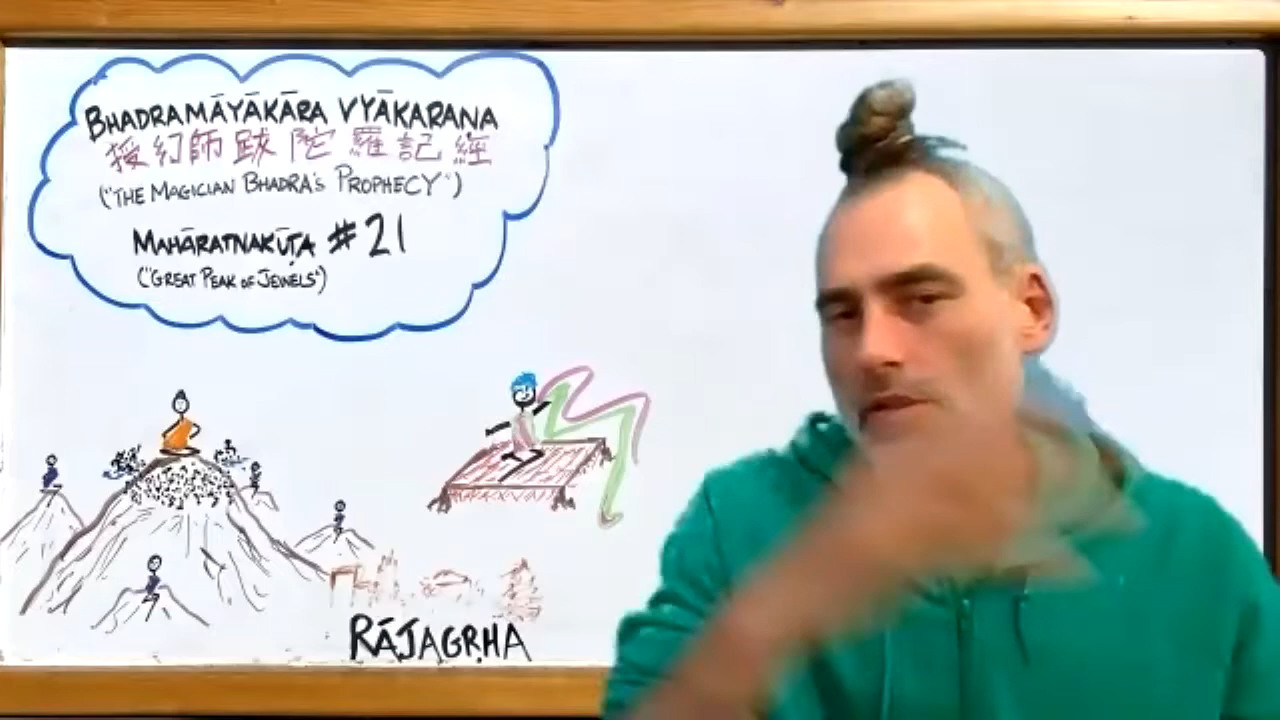 BHADRAMĀYĀKĀRA VYĀKARANA
授幻師跋陀羅記經
("THE MAGICIAN BHADRA'S PROPHECY")
MAHĀRATNAKŪṬA #21
("GREAT PEAK OF JEWELS")
RĀJAGṚHA